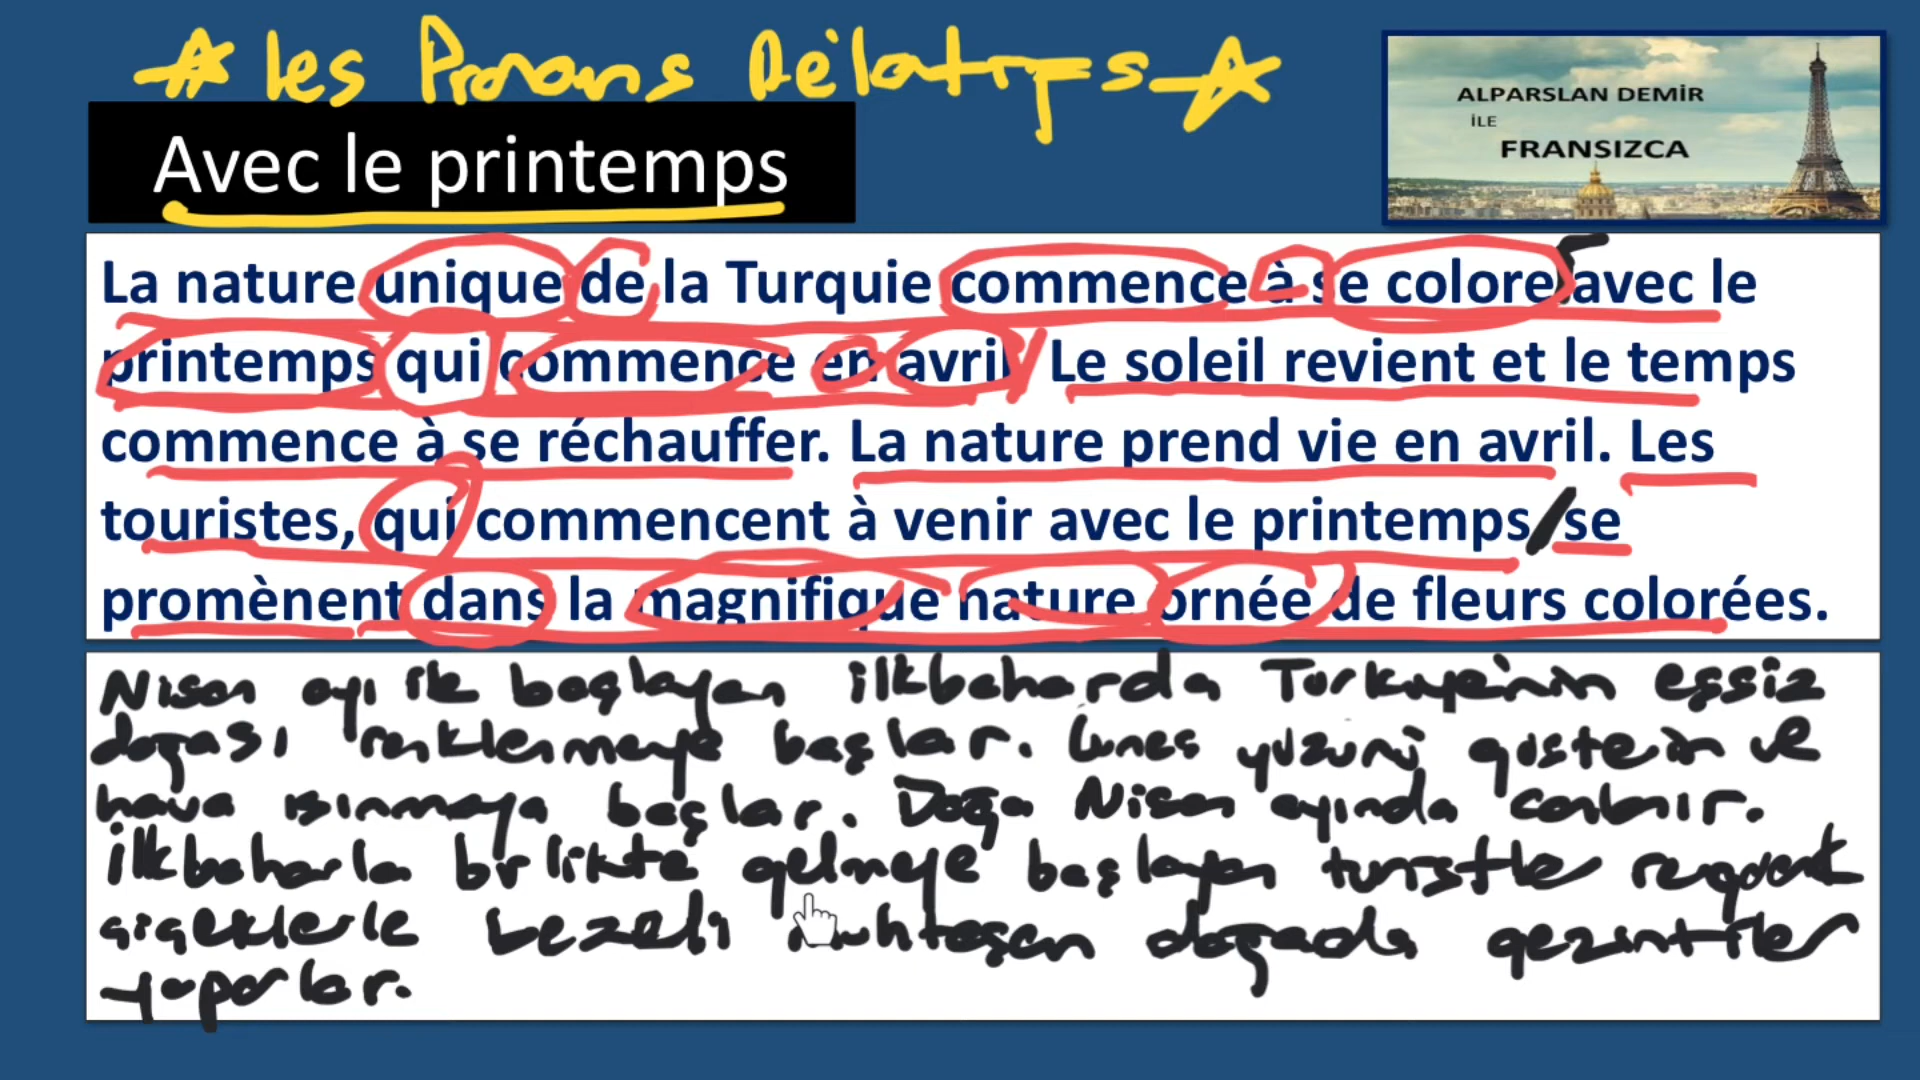 les Pronons Rélatifs
Avec le printemps
ALPARSLAN DEMİR
İLE
FRANSIZCA
La nature unique de la Turquie commence à se colorer avec le
printemps qui commence en avril. Le soleil revient et le temps
commence à se réchauffer. La nature prend vie en avril. Les
touristes, qui commencent à venir avec le printemps se
promènent dans la magnifique nature ornée de fleurs colorées.
Nisan ayı ile başlayan ilkbaharda Türkiye'nin eşsiz
doğası renklenmeye başlar. Güneş yüzünü gösterir ve
hava ısınmaya başlar. Doğa Nisan ayında canlanır.
ilkbaharla birlikte gelmeye başlayan turistler rengarenk
çiçeklerle bezeli muhteşem doğada gezintiler
yaparlar.